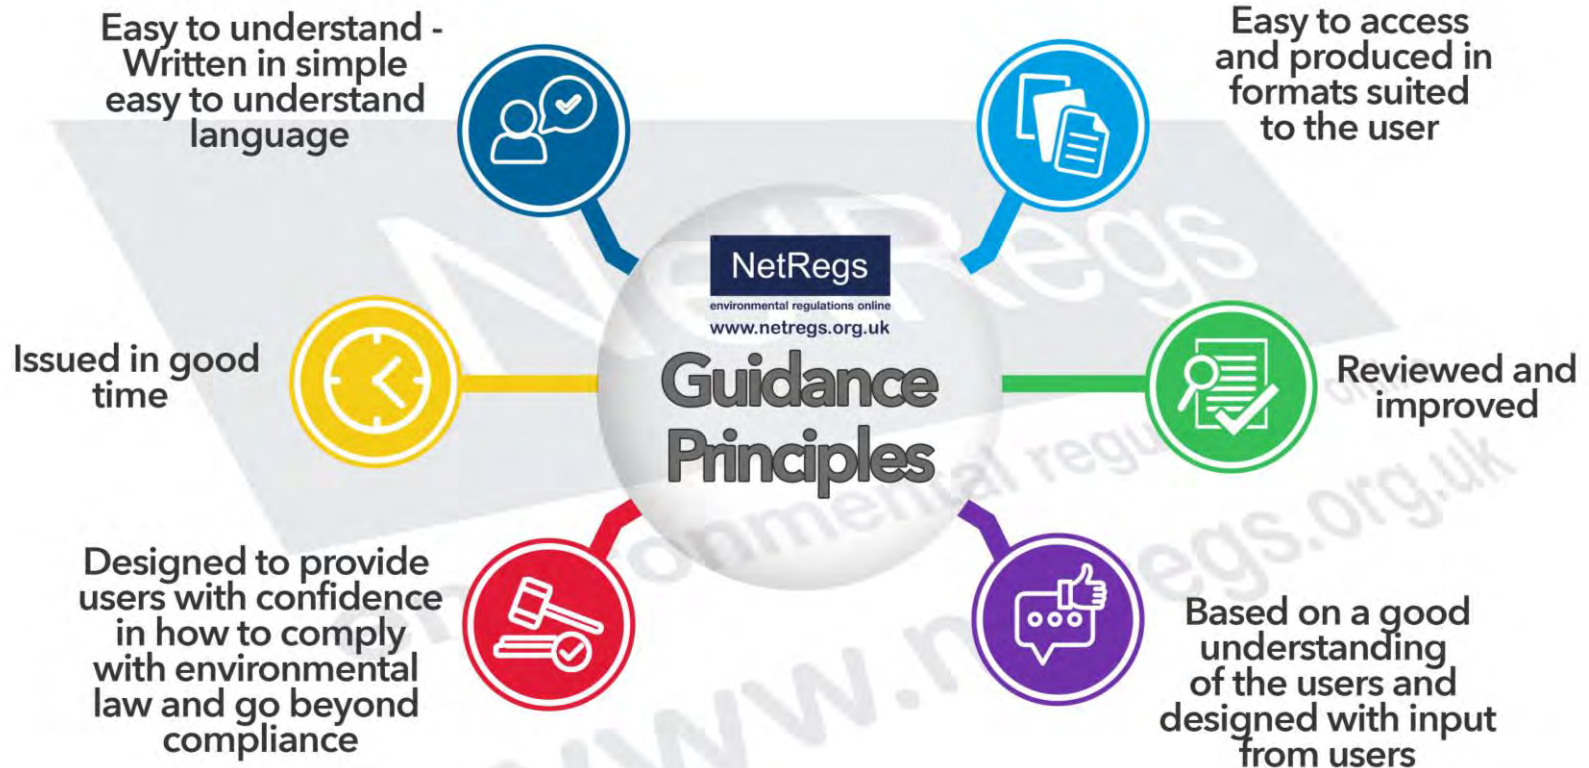 Easy to understand -
Written in simple
easy to understand
language
Easy to access
and produced in
formats suited
to the user
NetRegs
environmental regulations online
www.netregs.org.uk
Guidance
Principles
Issued in good
time
Reviewed and
improved
Designed to provide
users with confidence
in how to comply
with environmental
law and go beyond
compliance
Based on a good
understanding
of the users and
designed with input
from users